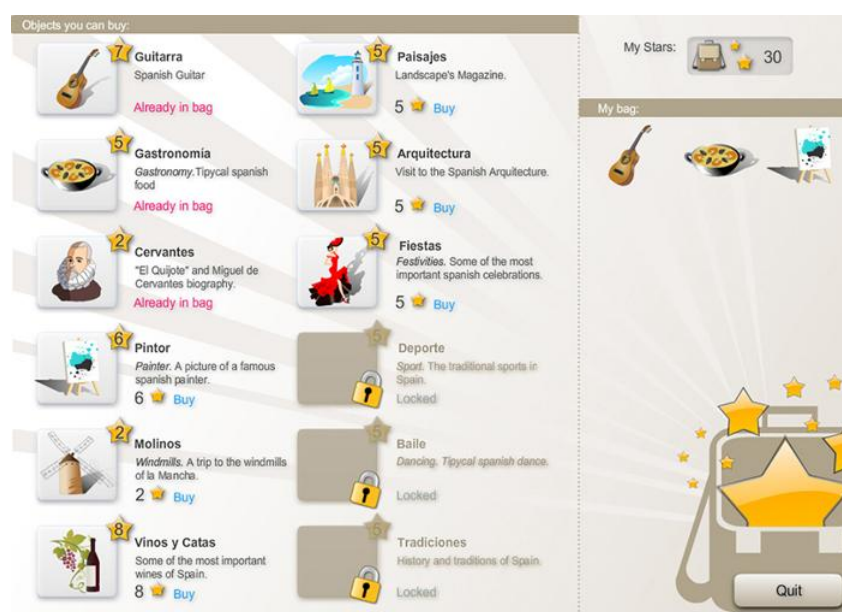 Objects you can buy:
7
Guitarra
Spanish Guitar
Already in bag
5
Gastronomía
Gastronomy.Tipycal spanish
food
Already in bag
2
Cervantes
"El Quijote" and Miguel de
Cervantes biography.
Already in bag
6
Pintor
Painter. A picture of a famous
spanish painter.
6 Buy
2
Molinos
Windmills. A trip to the windmills
of la Mancha.
2 Buy
8
Vinos y Catas
Some of the most important
wines of Spain.
8 Buy
5
Paisajes
Landscape's Magazine.
5 Buy
5
Arquitectura
Visit to the Spanish Arquitecture.
5 Buy
5
Fiestas
Festivities. Some of the most
important spanish celebrations.
5 Buy
5
Deporte
Sport. The traditional sports in
Spain.
Locked
5
Baile
Dancing. Tipycal spanish dance.
Locked
5
Tradiciones
History and traditions of Spain
Locked
My Stars: 30
My bag:
Quit